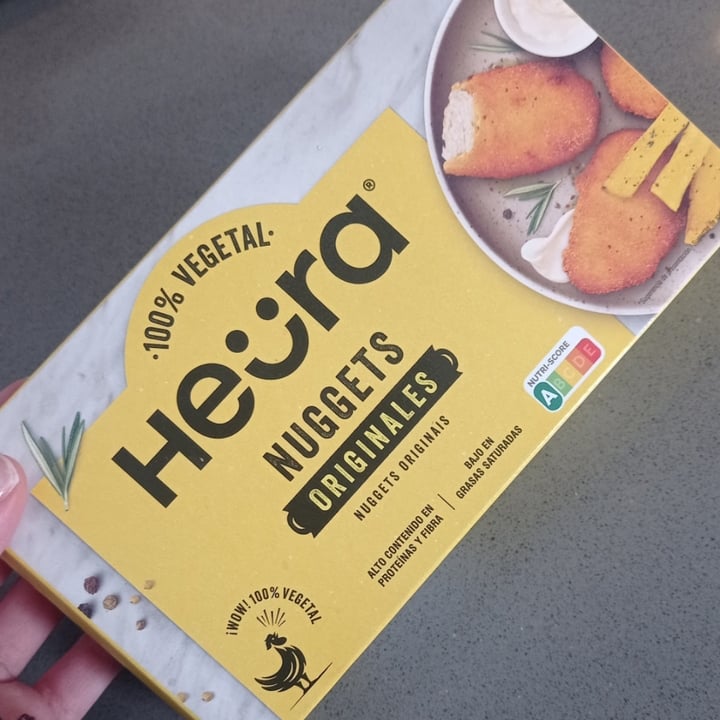 ·100% VEGETAL·
Heüra®
NUGGETS
ORIGINALES
NUGGETS ORIGINAIS
ALTO CONTENIDO EN
PROTEÍNAS Y FIBRA
BAJO EN
GRASAS SATURADAS
NUTRI-SCORE
A B C D E
¡WOW! 100% VEGETAL